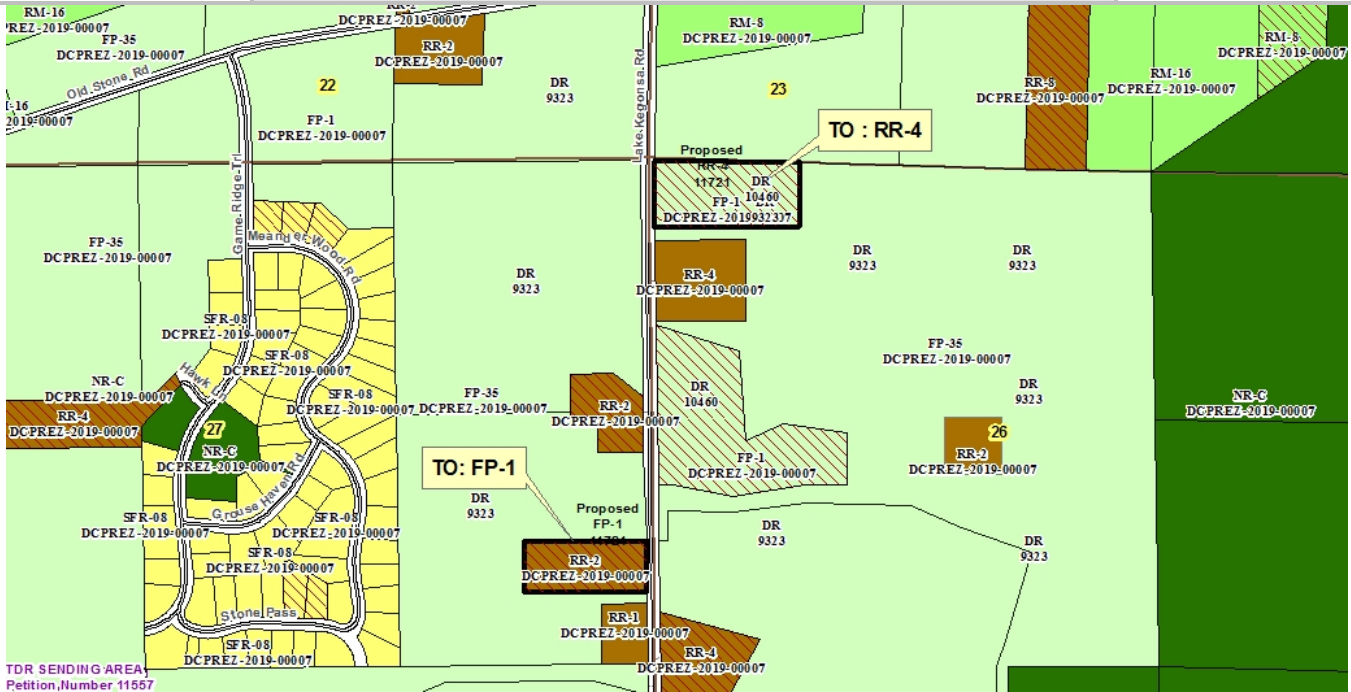 RM-16
PREZ-2019-00007
FP-35
DCPREZ-2019-00007
Old Stone Rd
2019-00007
22
FP-1
DCPREZ-2019-00007
RR-2
DCPREZ-2019-00007
RR-2
DCPREZ-2019-00007
DR
9323
Lake Kegonsa Rd
RM-8
DCPREZ-2019-00007
23
RR-8
DCPREZ-2019-00007
RM-16
DCPREZ-2019-00007
RM-8
DCPREZ-2019-00007
TO : RR-4
Proposed
RR-4
11721
DR
10460
FP-1
Game Ridge Trl
Meander Wood Rd
FP-35
DCPREZ-2019-00007
DR
9323
RR-4
DCPREZ-2019-00007
DR
9323
DR
9323
SFR-08
DCPREZ-2019-00007
SFR-08
DCPREZ-2019-00007
SFR-08
DCPREZ-2019-00007
Hawk Ln
NR-C
DCPREZ-2019-00007
RR-4
DCPREZ-2019-00007
27
NR-C
DCPREZ-2019-00007
Grouse Haven Rd
FP-35
DCPREZ-2019-00007
RR-2
DCPREZ-2019-00007
DR
10460
FP-35
DCPREZ-2019-00007
DR
9323
NR-C
DCPREZ-2019-00007
26
RR-2
DCPREZ-2019-00007
FP-1
DCPREZ-2019-00007
TO: FP-1
DR
9323
Proposed
FP-1
RR-2
DCPREZ-2019-00007
DR
9323
DR
9323
SFR-08
DCPREZ-2019-00007
SFR-08
DCPREZ-2019-00007
SFR-08
DCPREZ-2019-00007
Stone Pass
SFR-08
DCPREZ-2019-00007
RR-1
DCPREZ-2019-00007
RR-4
DCPREZ-2019-00007
TDR SENDING AREA
Petition Number 11557